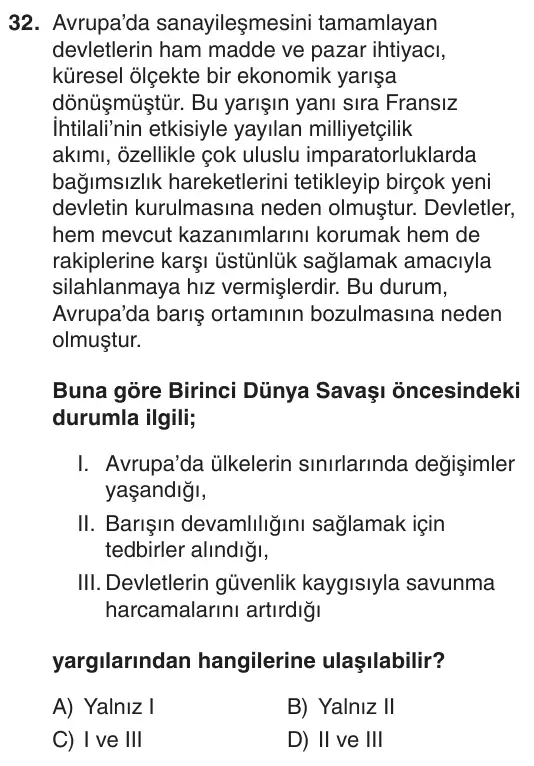 32. Avrupa’da sanayileşmesini tamamlayan
devletlerin ham madde ve pazar ihtiyacı,
küresel ölçekte bir ekonomik yarışa
dönüşmüştür. Bu yarışın yanı sıra Fransız
İhtilali’nin etkisiyle yayılan milliyetçilik
akımı, özellikle çok uluslu imparatorluklarda
bağımsızlık hareketlerini tetikleyip birçok yeni
devletin kurulmasına neden olmuştur. Devletler,
hem mevcut kazanımlarını korumak hem de
rakiplerine karşı üstünlük sağlamak amacıyla
silahlanmaya hız vermişlerdir. Bu durum,
Avrupa’da barış ortamının bozulmasına neden
olmuştur.
Buna göre Birinci Dünya Savaşı öncesindeki
durumla ilgili;
I. Avrupa’da ülkelerin sınırlarında değişimler
yaşandığı,
II. Barışın devamlılığını sağlamak için
tedbirler alındığı,
III. Devletlerin güvenlik kaygısıyla savunma
harcamalarını artırdığı
yargılarından hangilerine ulaşılabilir?
A) Yalnız I B) Yalnız II
C) I ve III D) II ve III